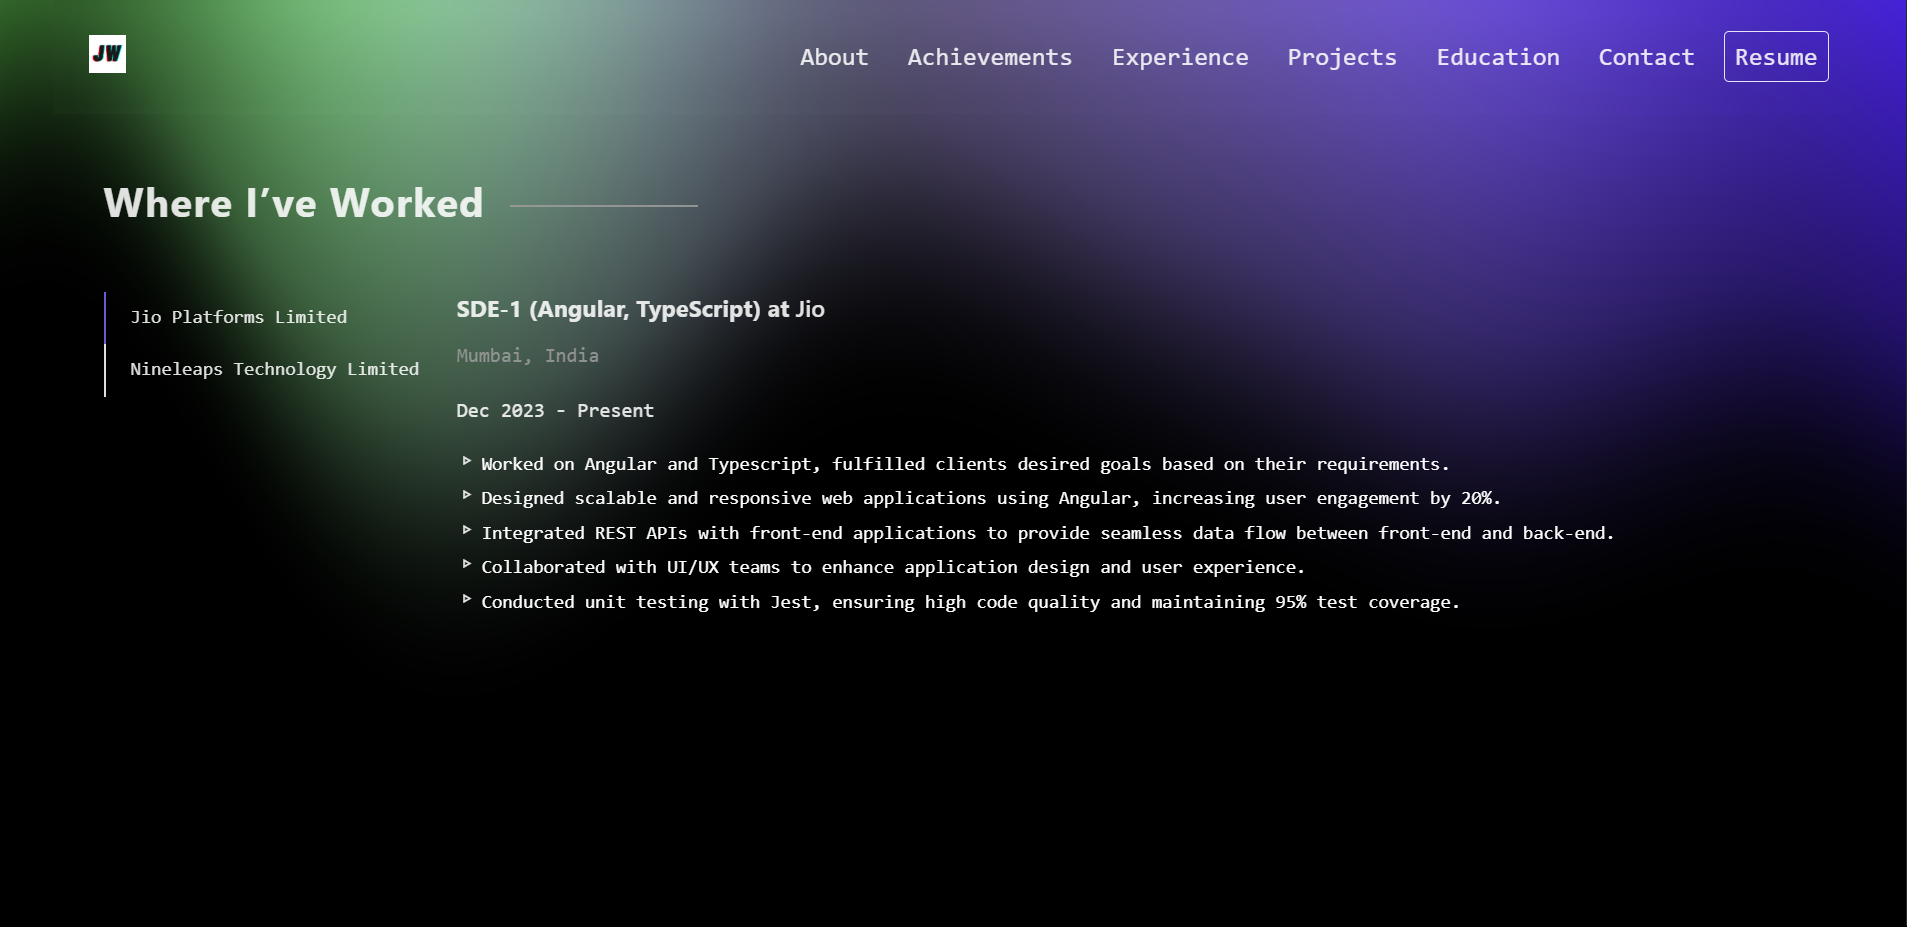 JW
About Achievements Experience Projects Education Contact Resume
Where I’ve Worked
Jio Platforms Limited
Nineleaps Technology Limited
SDE-1 (Angular, TypeScript) at Jio
Mumbai, India
Dec 2023 - Present
Worked on Angular and Typescript, fulfilled clients desired goals based on their requirements.
Designed scalable and responsive web applications using Angular, increasing user engagement by 20%.
Integrated REST APIs with front-end applications to provide seamless data flow between front-end and back-end.
Collaborated with UI/UX teams to enhance application design and user experience.
Conducted unit testing with Jest, ensuring high code quality and maintaining 95% test coverage.